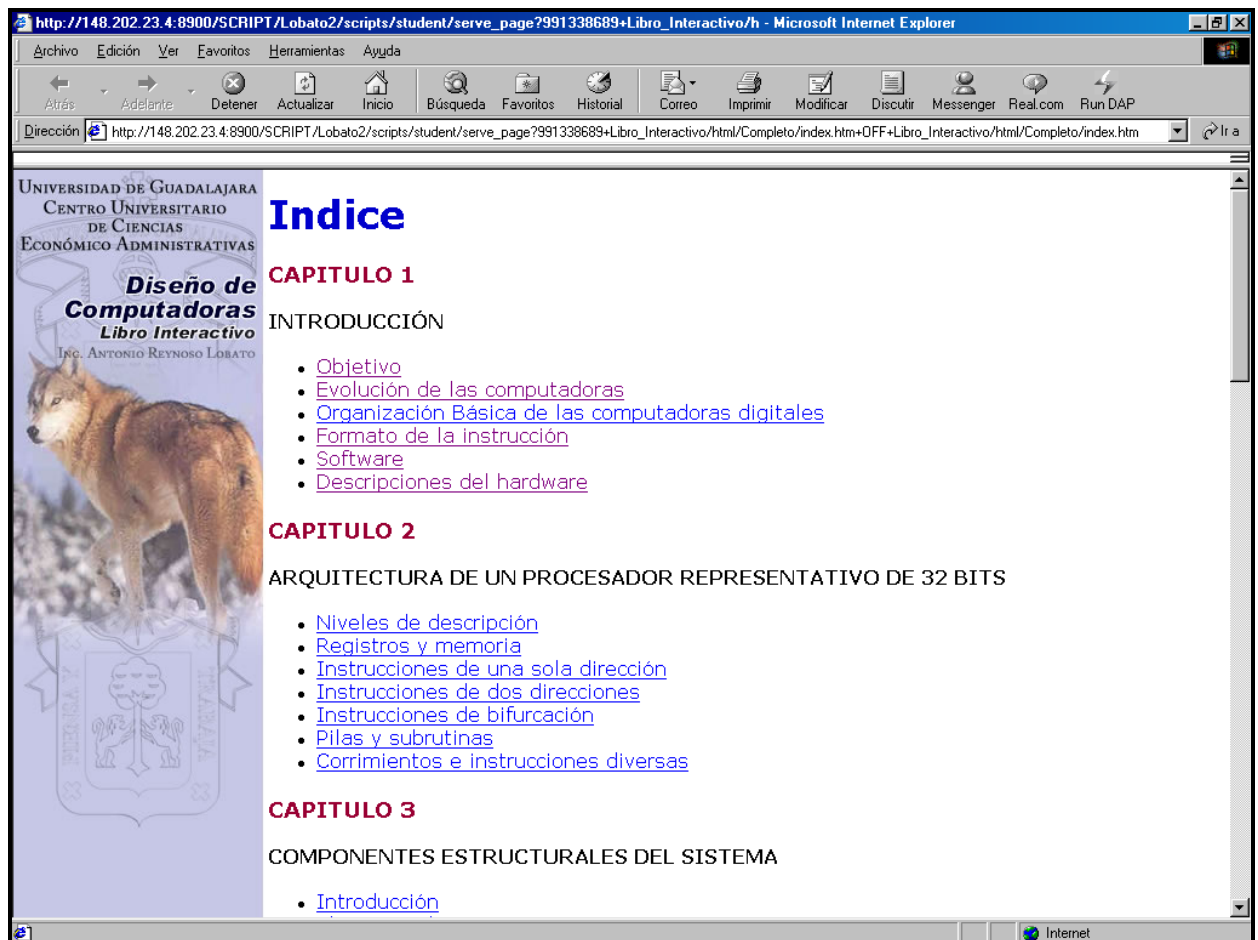 http://148.202.23.4:8900/SCRIPT/Lobato2/scripts/student/serve_page?991338689+Libro_Interactivo/h - Microsoft Internet Explorer
Archivo Edición Ver Favoritos Herramientas Ayuda
Atrás Adelante Detener Actualizar Inicio Búsqueda Favoritos Historial Correo Imprimir Modificar Discutir Messenger Real.com Run DAP
Dirección http://148.202.23.4:8900/SCRIPT/Lobato2/scripts/student/serve_page?991338689+Libro_Interactivo/html/Completo/index.htm+OFF+Libro_Interactivo/html/Completo/index.htm Ir a
UNIVERSIDAD DE GUADALAJARA
CENTRO UNIVERSITARIO
DE CIENCIAS
ECONÓMICO ADMINISTRATIVAS
Diseño de
Computadoras
Libro Interactivo
ING. ANTONIO REYNOSO LOBATO
Indice
CAPITULO 1
INTRODUCCIÓN
• Objetivo
• Evolución de las computadoras
• Organización Básica de las computadoras digitales
• Formato de la instrucción
• Software
• Descripciones del hardware
CAPITULO 2
ARQUITECTURA DE UN PROCESADOR REPRESENTATIVO DE 32 BITS
• Niveles de descripción
• Registros y memoria
• Instrucciones de una sola dirección
• Instrucciones de dos direcciones
• Instrucciones de bifurcación
• Pilas y subrutinas
• Corrimientos e instrucciones diversas
CAPITULO 3
COMPONENTES ESTRUCTURALES DEL SISTEMA
• Introducción
Internet